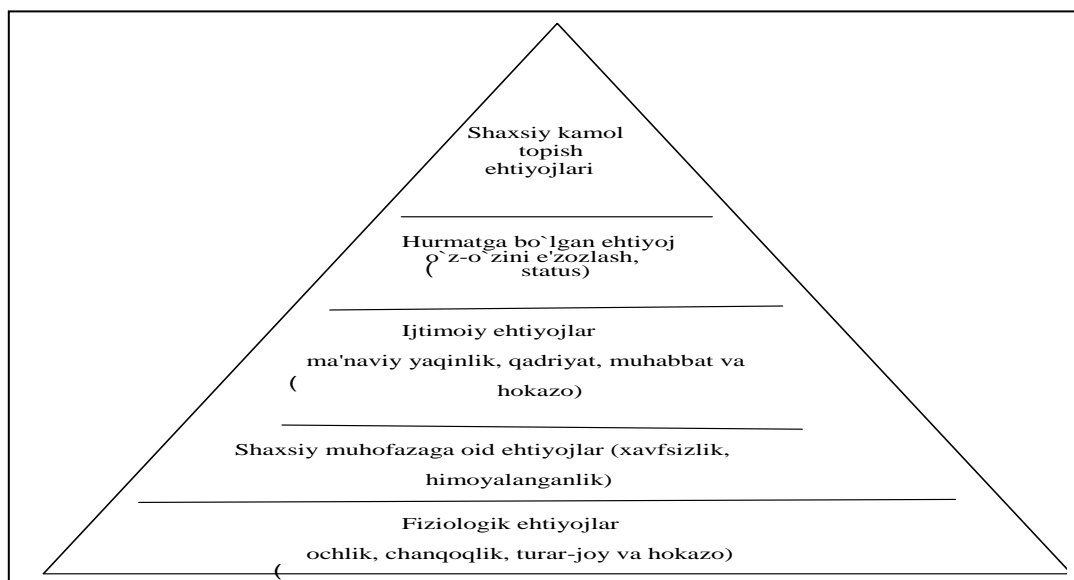 Shaxsiy kamol
topish
ehtiyojlari
Hurmatga bo`lgan ehtiyoj
(o`z-o`zini e'zozlash,
status)
Ijtimoiy ehtiyojlar
(ma'naviy yaqinlik, qadriyat, muhabbat va
hokazo)
Shaxsiy muhofazaga oid ehtiyojlar (xavfsizlik,
himoyalanganlik)
Fiziologik ehtiyojlar
(ochlik, chanqoqlik, turar-joy va hokazo)